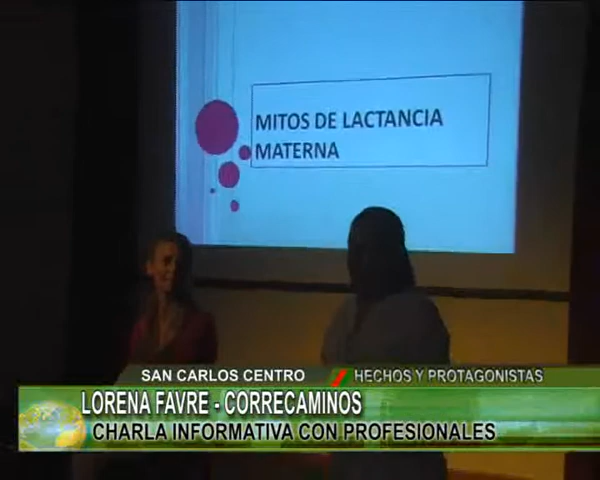 MITOS DE LACTANCIA
MATERNA
SAN CARLOS CENTRO
HECHOS Y PROTAGONISTAS
LORENA FAVRE - CORRECAMINOS
CHARLA INFORMATIVA CON PROFESIONALES